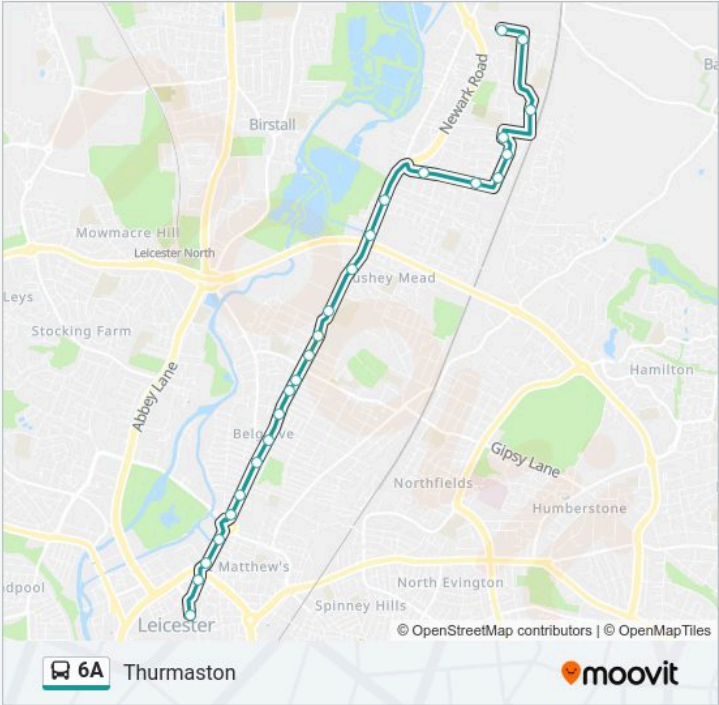 Newark Road
Ba
Birstall
Mowmacre Hill
Leicester North
Leys
ushey Mead
Stocking Farm
Hamilton
Abbey Lane
Belgrave
Gipsy Lane
Northfields
Humberstone
Matthew's
dpool
North Evington
Spinney Hills
Leicester
© OpenStreetMap contributors | © OpenMapTiles
6A Thurmaston
moovit